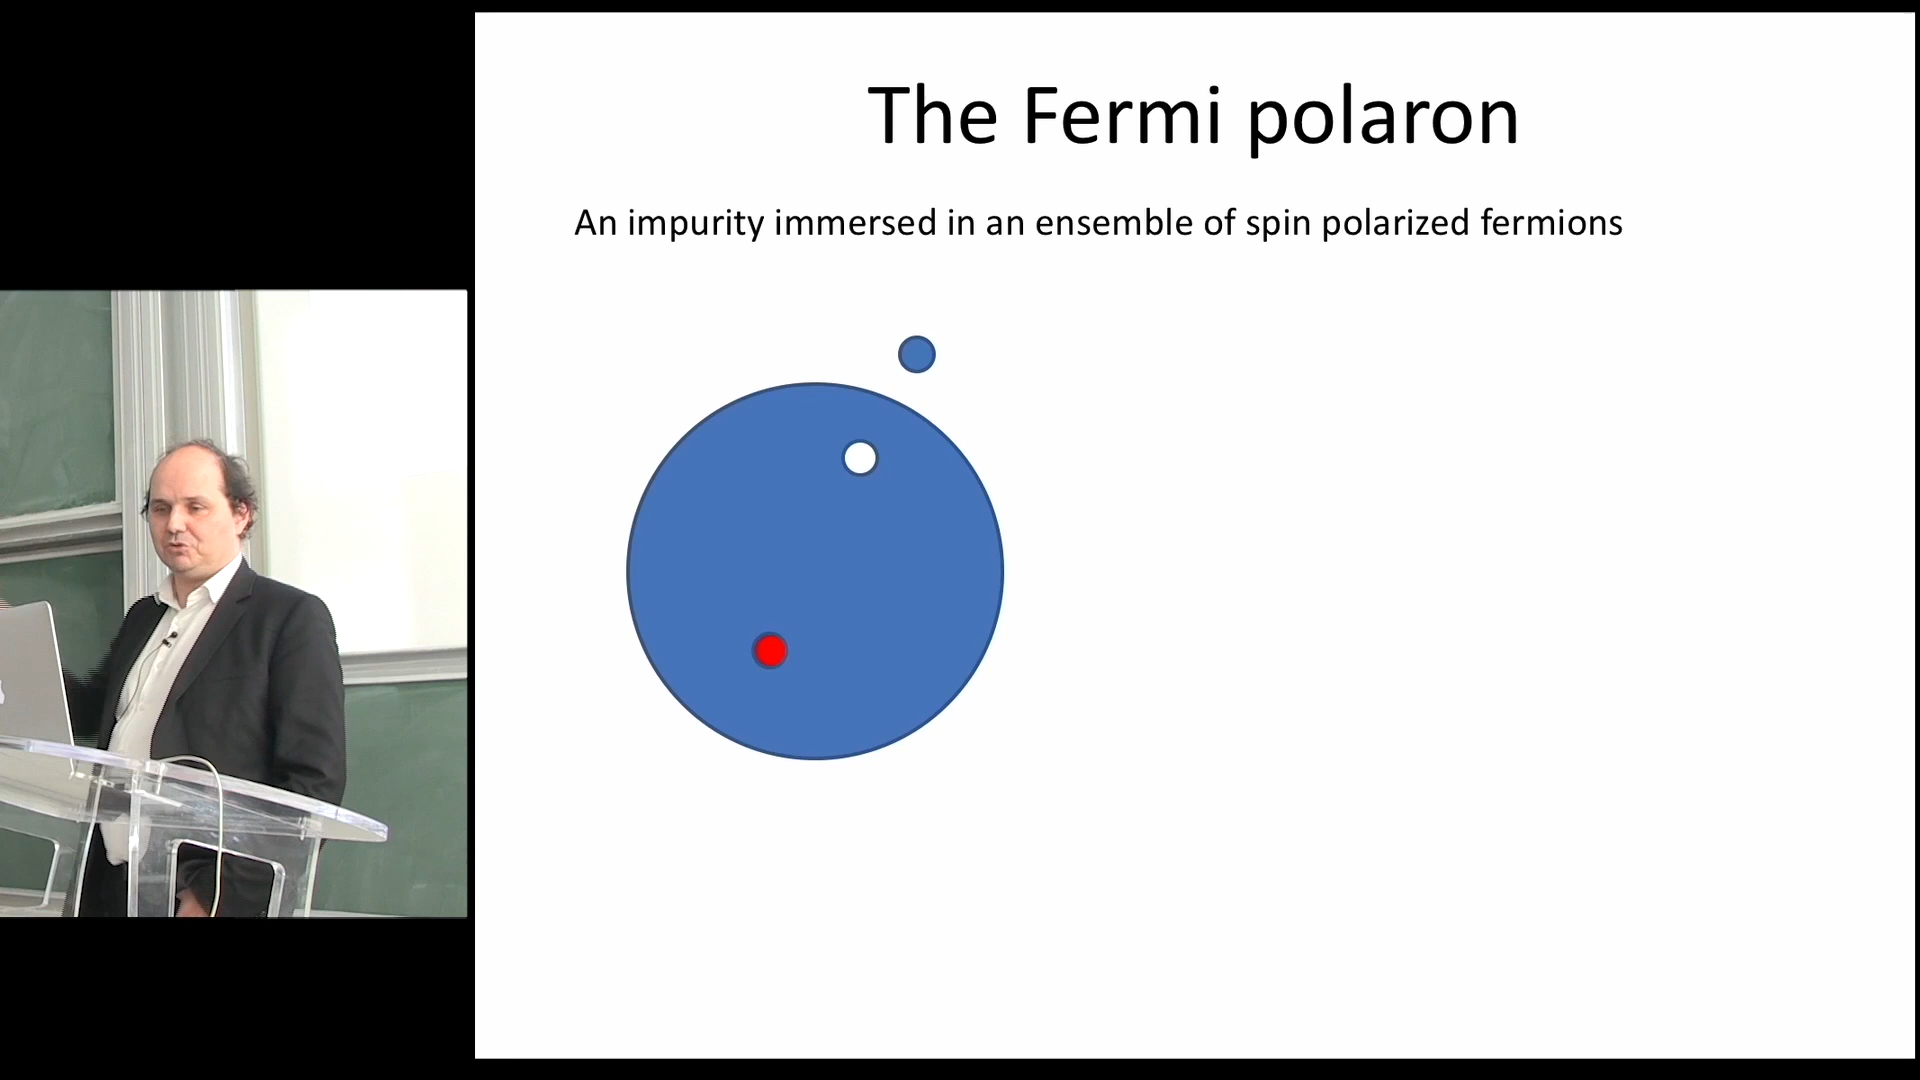 The Fermi polaron
An impurity immersed in an ensemble of spin polarized fermions